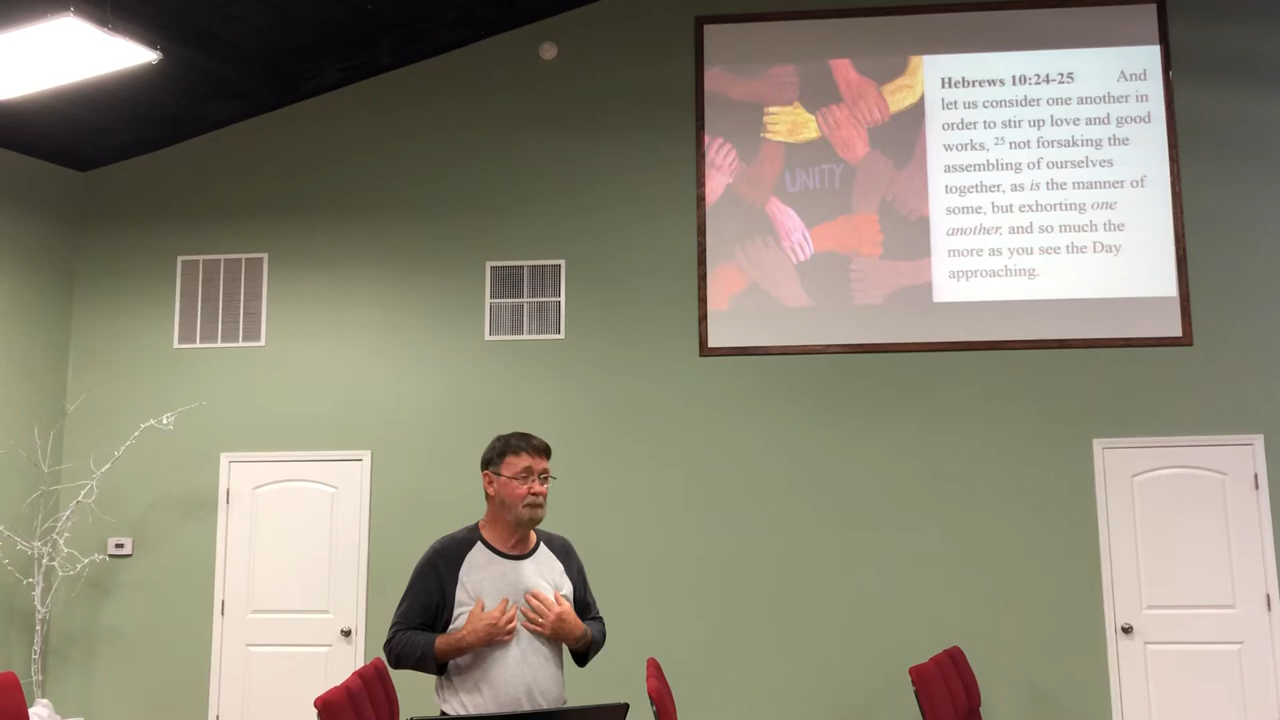 UNITY
Hebrews 10:24-25 And
let us consider one another in
order to stir up love and good
works, 25 not forsaking the
assembling of ourselves
together, as is the manner of
some, but exhorting one
another, and so much the
more as you see the Day
approaching.